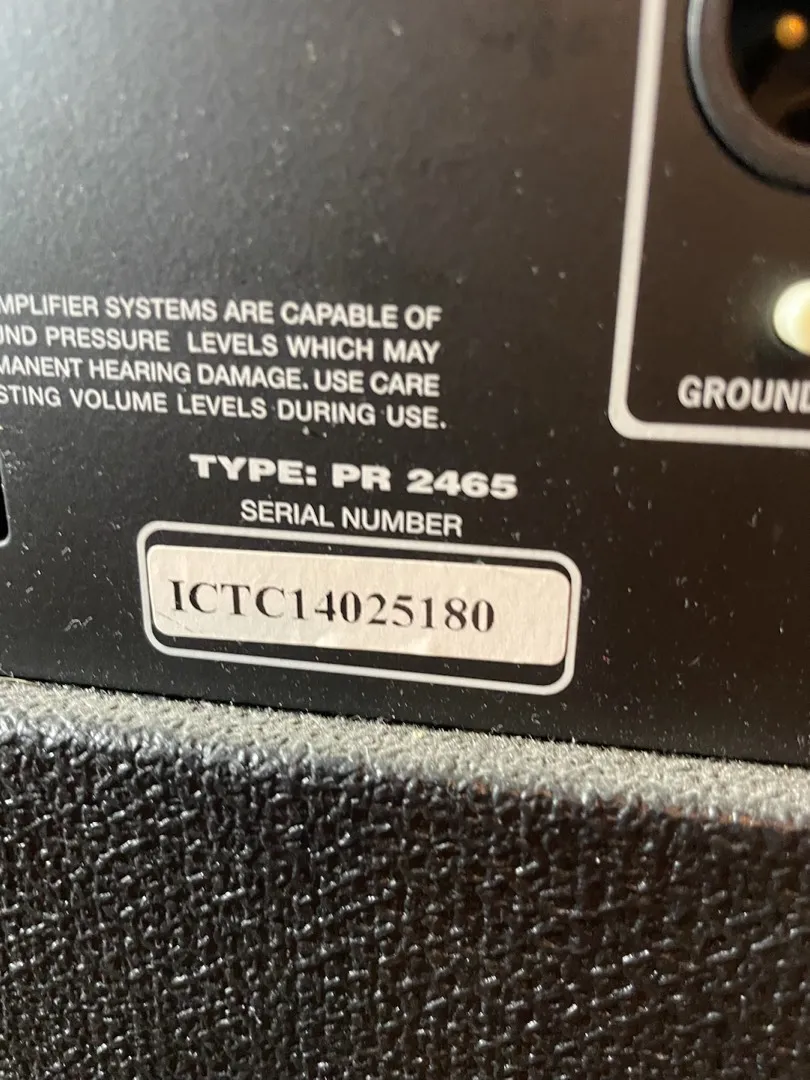 MPLIFIER SYSTEMS ARE CAPABLE OF
UND PRESSURE LEVELS WHICH MAY
MANENT HEARING DAMAGE. USE CARE
STING VOLUME LEVELS DURING USE.
GROUND
TYPE: PR 2465
SERIAL NUMBER
ICTC14025180